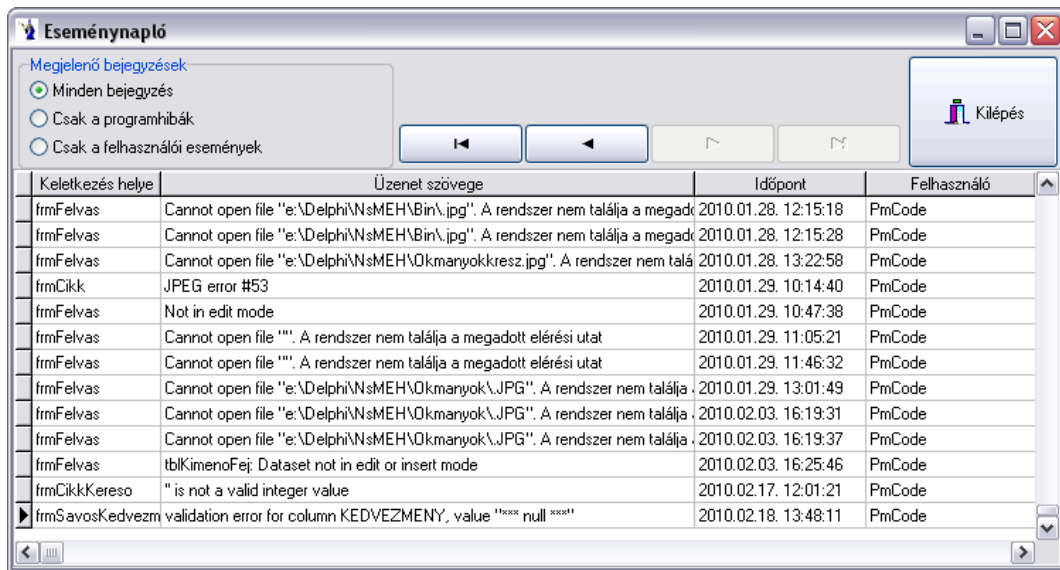 Eseménynapló
Megjelenő bejegyzések
Minden bejegyzés
Csak a programhibák
Csak a felhasználói események
Kilépés
Keletkezés helye Üzenet szövege Időpont Felhasználó
frmFelvas Cannot open file "e:\Delphi\NsMEH\Bin\.jpg". A rendszer nem találja a megado 2010.01.28. 12:15:18 PmCode
frmFelvas Cannot open file "e:\Delphi\NsMEH\Bin\.jpg". A rendszer nem találja a megado 2010.01.28. 12:15:28 PmCode
frmFelvas Cannot open file "e:\Delphi\NsMEH\Okmanyokkresz.jpg". A rendszer nem talá 2010.01.28. 13:22:58 PmCode
frmCikk JPEG error #53 2010.01.29. 10:14:40 PmCode
frmFelvas Not in edit mode 2010.01.29. 10:47:38 PmCode
frmFelvas Cannot open file "". A rendszer nem találja a megadott elérési utat 2010.01.29. 11:05:21 PmCode
frmFelvas Cannot open file "". A rendszer nem találja a megadott elérési utat 2010.01.29. 11:46:32 PmCode
frmFelvas Cannot open file "e:\Delphi\NsMEH\Okmanyok\.JPG". A rendszer nem találja 2010.01.29. 13:01:49 PmCode
frmFelvas Cannot open file "e:\Delphi\NsMEH\Okmanyok\.JPG". A rendszer nem találja 2010.02.03. 16:19:31 PmCode
frmFelvas Cannot open file "e:\Delphi\NsMEH\Okmanyok\.JPG". A rendszer nem találja 2010.02.03. 16:19:37 PmCode
frmFelvas tblKimenoFej: Dataset not in edit or insert mode 2010.02.03. 16:25:46 PmCode
frmCikkKereso '' is not a valid integer value 2010.02.17. 12:01:21 PmCode
frmSavosKedvezm validation error for column KEDVEZMENY, value "*** null ***" 2010.02.18. 13:48:11 PmCode